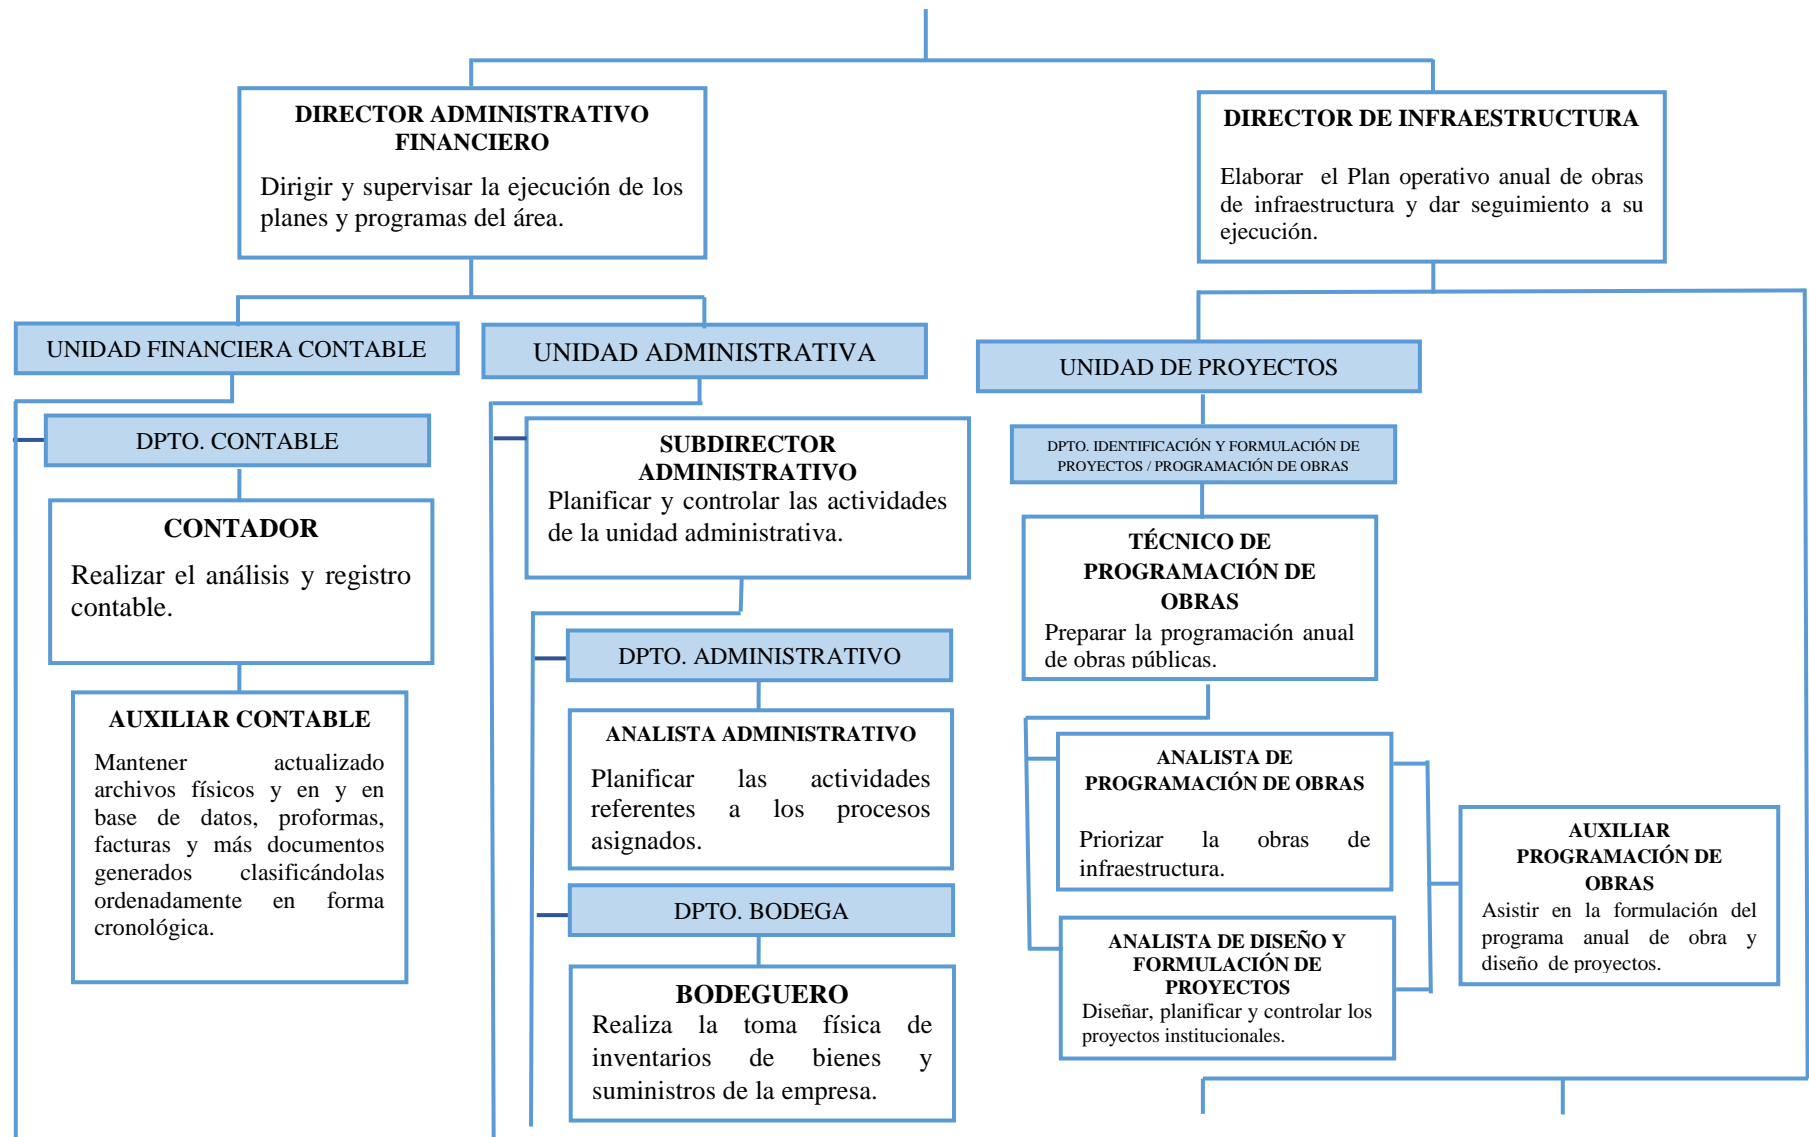 DIRECTOR ADMINISTRATIVO
FINANCIERO
Dirigir y supervisar la ejecución de los
planes y programas del área.
DIRECTOR DE INFRAESTRUCTURA
Elaborar el Plan operativo anual de obras
de infraestructura y dar seguimiento a su
ejecución.
UNIDAD FINANCIERA CONTABLE
DPTO. CONTABLE
CONTADOR
Realizar el análisis y registro
contable.
AUXILIAR CONTABLE
Mantener actualizado
archivos físicos y en y en
base de datos, proformas,
facturas y más documentos
generados clasificándolas
ordenadamente en forma
cronológica.
UNIDAD ADMINISTRATIVA
SUBDIRECTOR
ADMINISTRATIVO
Planificar y controlar las actividades
de la unidad administrativa.
DPTO. ADMINISTRATIVO
ANALISTA ADMINISTRATIVO
Planificar las actividades
referentes a los procesos
asignados.
DPTO. BODEGA
BODEGUERO
Realiza la toma física de
inventarios de bienes y
suministros de la empresa.
UNIDAD DE PROYECTOS
DPTO. IDENTIFICACIÓN Y FORMULACIÓN DE
PROYECTOS / PROGRAMACIÓN DE OBRAS
TÉCNICO DE
PROGRAMACIÓN DE
OBRAS
Preparar la programación anual
de obras públicas.
ANALISTA DE
PROGRAMACIÓN DE OBRAS
Priorizar la obras de
infraestructura.
ANALISTA DE DISEÑO Y
FORMULACIÓN DE
PROYECTOS
Diseñar, planificar y controlar los
proyectos institucionales.
AUXILIAR
PROGRAMACIÓN DE
OBRAS
Asistir en la formulación del
programa anual de obra y
diseño de proyectos.